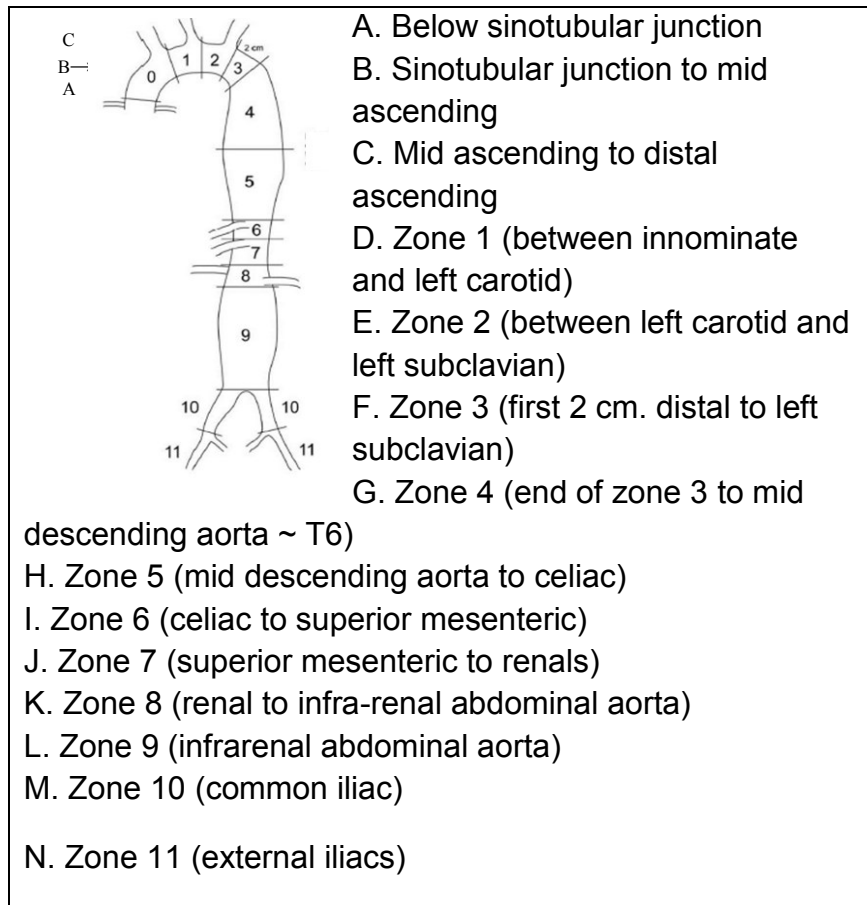 C
B
A
0
1
2
3
2 cm
4
5
6
7
8
9
10
10
11
11
A. Below sinotubular junction
B. Sinotubular junction to mid
ascending
C. Mid ascending to distal
ascending
D. Zone 1 (between innominate
and left carotid)
E. Zone 2 (between left carotid and
left subclavian)
F. Zone 3 (first 2 cm. distal to left
subclavian)
G. Zone 4 (end of zone 3 to mid
descending aorta ~ T6)
H. Zone 5 (mid descending aorta to celiac)
I. Zone 6 (celiac to superior mesenteric)
J. Zone 7 (superior mesenteric to renals)
K. Zone 8 (renal to infra-renal abdominal aorta)
L. Zone 9 (infrarenal abdominal aorta)
M. Zone 10 (common iliac)
N. Zone 11 (external iliacs)